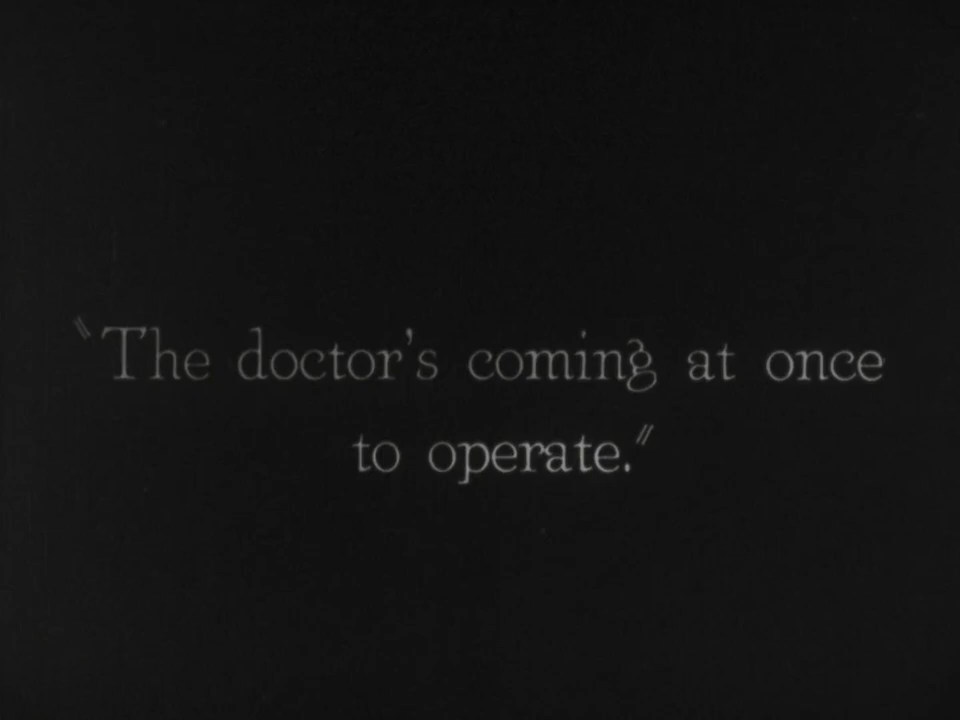 "The doctor's coming at once
to operate."